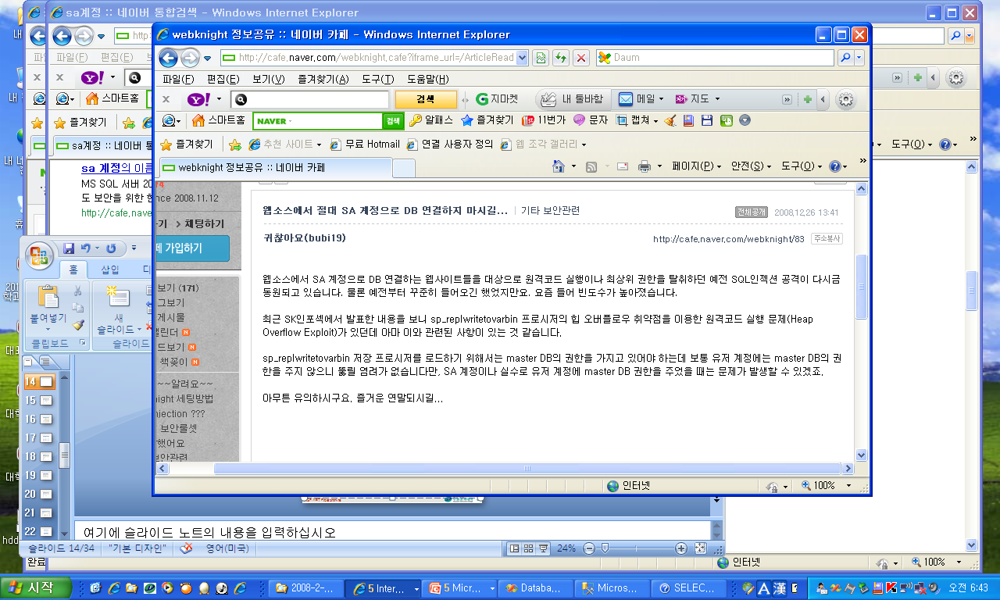 sa계정 :: 네이버 통합검색 - Windows Internet Explorer
webknight 정보공유 :: 네이버 카페 - Windows Internet Explorer
http://cafe.naver.com/webknight.cafe?iframe_url=/ArticleRead
Daum
파일(F) 편집(E) 보기(V) 즐겨찾기(A) 도구(T) 도움말(H)
Y! 검색 G마켓 내 툴바함 메일 지도
스마트홈 NAVER 검색 알패스 즐겨찾기 11번가 문자 캡쳐
즐겨찾기 추천 사이트 무료 Hotmail 연결 사용자 정의 웹 조각 갤러리
webknight 정보공유 :: 네이버 카페
페이지(P) 안전(S) 도구(O)
파일(F) 편집(E)
스마트홈
즐겨찾기
sa계정 :: 네이버 통
도구(O)
sa 계정의 이름
MS SQL 서버 20
도 보안을 위한 한
http://cafe.nave
nce 2008.11.12
기 > 채팅하기
가입하기
보기 (171)
그보기
게시물
캘린더
드보기
책꽂이
~~알려요~~
night 세팅방법
njection ???
보안룰셋
했어요
보안관련
웹소스에서 절대 SA 계정으로 DB 연결하지 마시길... 기타 보안관련
전체공개 2008.12.26 13:41
귀찮아요(bubi19)
http://cafe.naver.com/webknight/83 주소복사
웹소스에서 SA 계정으로 DB 연결하는 웹사이트들을 대상으로 원격코드 실행이나 최상위 권한을 탈취하던 예전 SQL인젝션 공격이 다시금
동원되고 있습니다. 물론 예전부터 꾸준히 들어오긴 했었지만요. 요즘 들어 빈도수가 높아졌습니다.
최근 SK인포섹에서 발표한 내용을 보니 sp_replwritetovarbin 프로시져의 힙 오버플로우 취약점을 이용한 원격코드 실행 문제(Heap
Overflow Exploit)가 있던데 아마 이와 관련된 사항이 있는 것 같습니다.
sp_replwritetovarbin 저장 프로시져를 로드하기 위해서는 master DB의 권한을 가지고 있어야 하는데 보통 유저 계정에는 master DB의 권
한을 주지 않으니 뚫릴 염려가 없습니다만, SA 계정이나 실수로 유저 계정에 master DB 권한을 주었을 때는 문제가 발생할 수 있겠죠.
아무튼 유의하시구요. 즐거운 연말되시길...
인터넷 100%
홈 삽입
붙여넣기
새
슬라이드
클립보드 슬라이드
14
15
16
17
18
19
20
21
22
여기에 슬라이드 노트의 내용을 입력하십시오
슬라이드 14/34 "기본 디자인" 영어(미국) 24%
완료 인터넷 100%
시작 2008-2-... 5 Inter... 5 Micr... Databa... Micros... SELEC... A 漢 오전 6:43